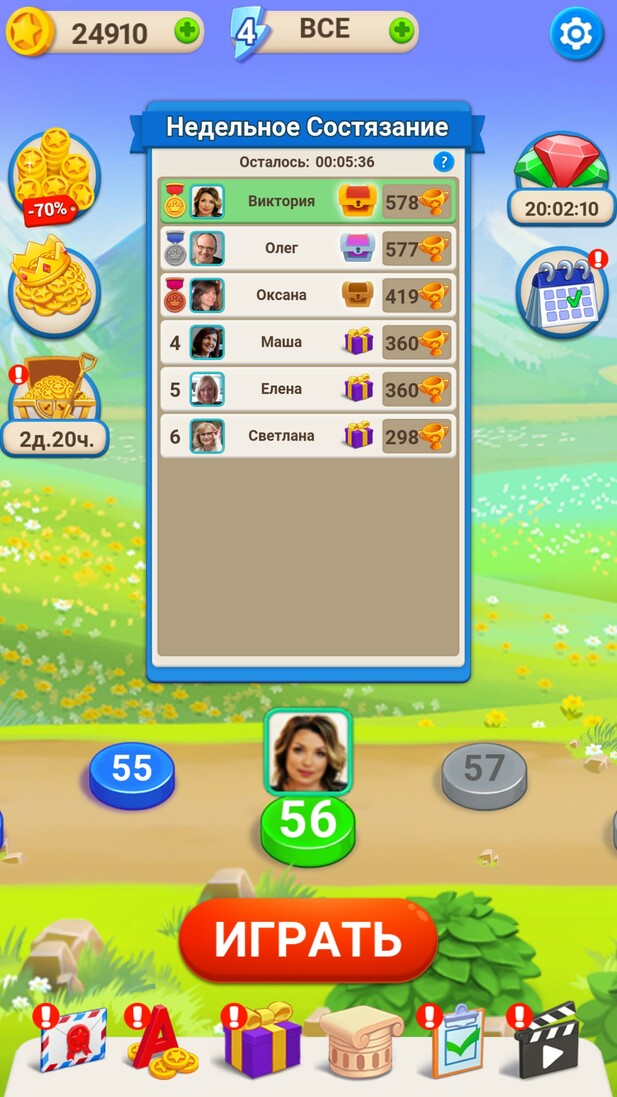 24910
4
ВСЕ
Недельное Состязание
Осталось: 00:05:36
?
Виктория 578
-70%
20:02:10
Олег 577
Оксана 419
4 Маша 360
5 Елена 360
2д.20ч.
6 Светлана 298
55
56
57
ИГРАТЬ
А